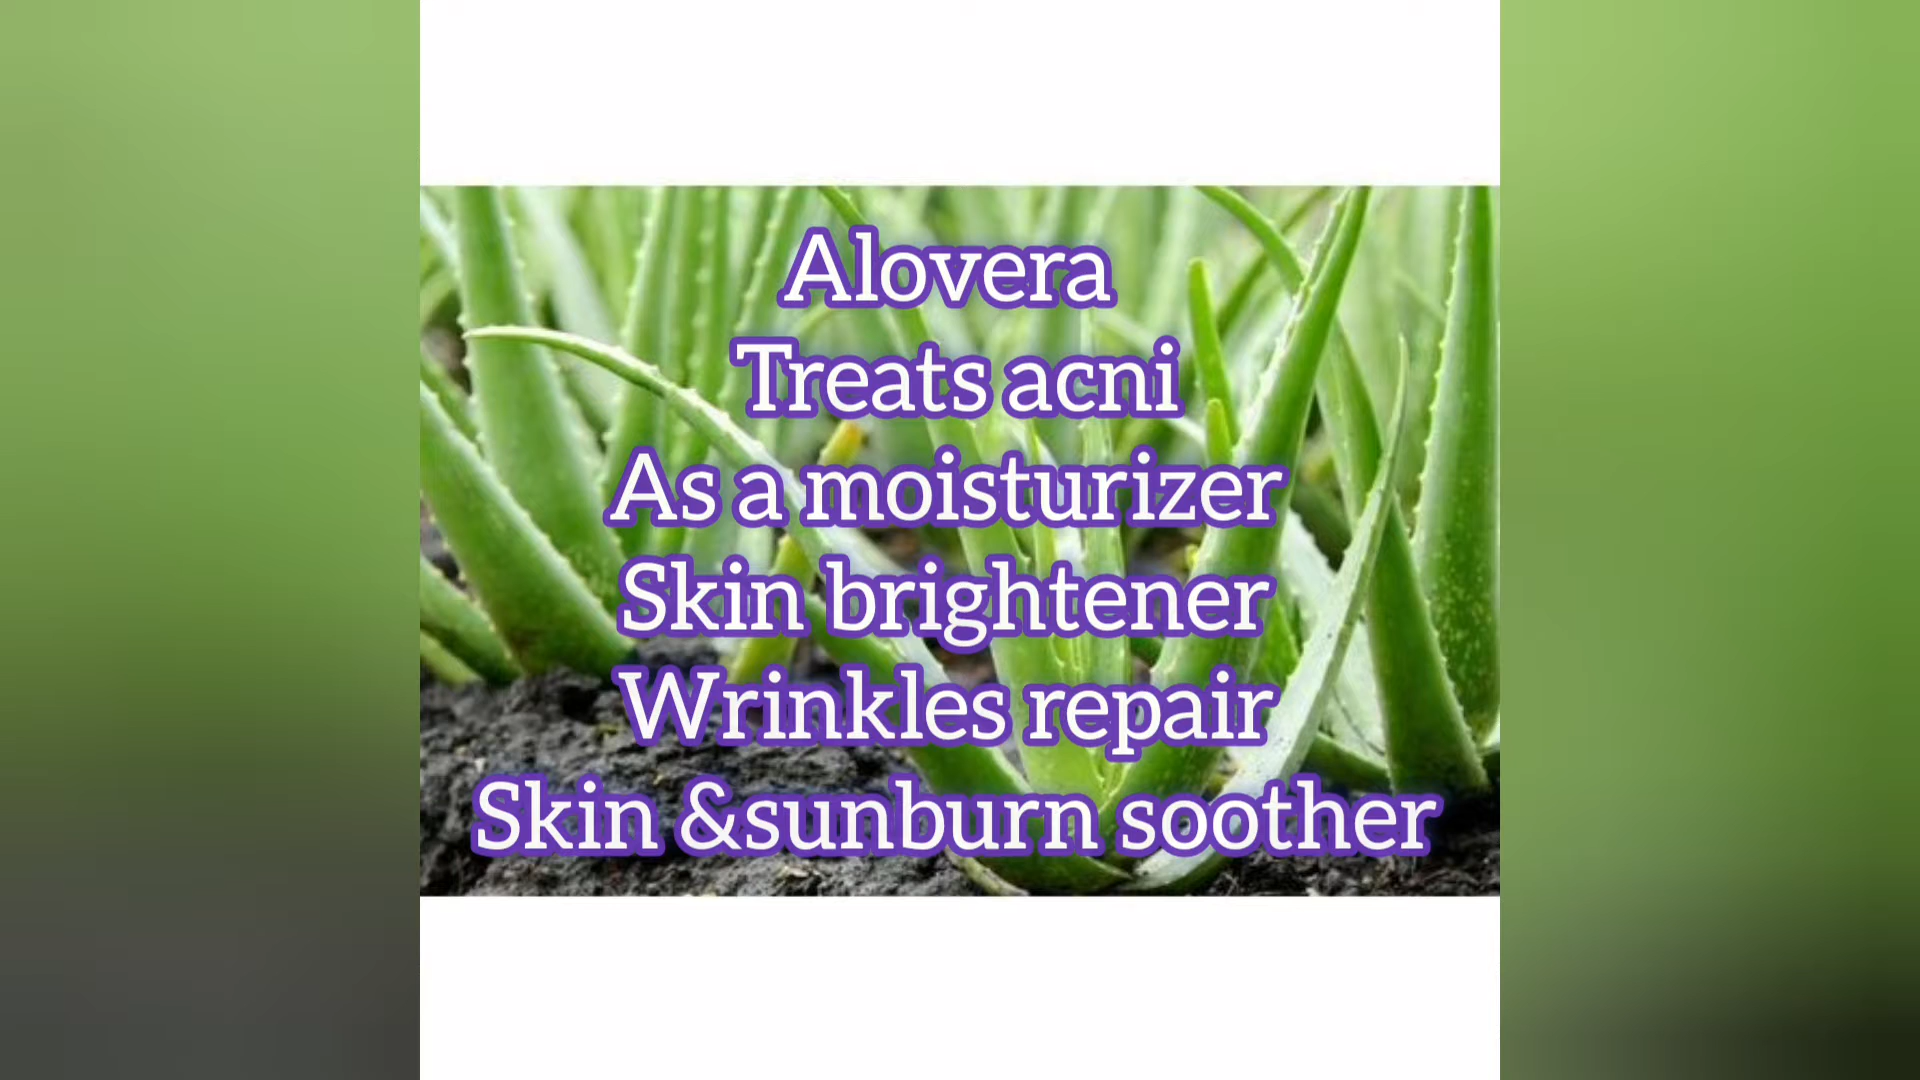 Alovera
Treats acni
As a moisturizer
Skin brightener
Wrinkles repair
Skin &sunburn soother